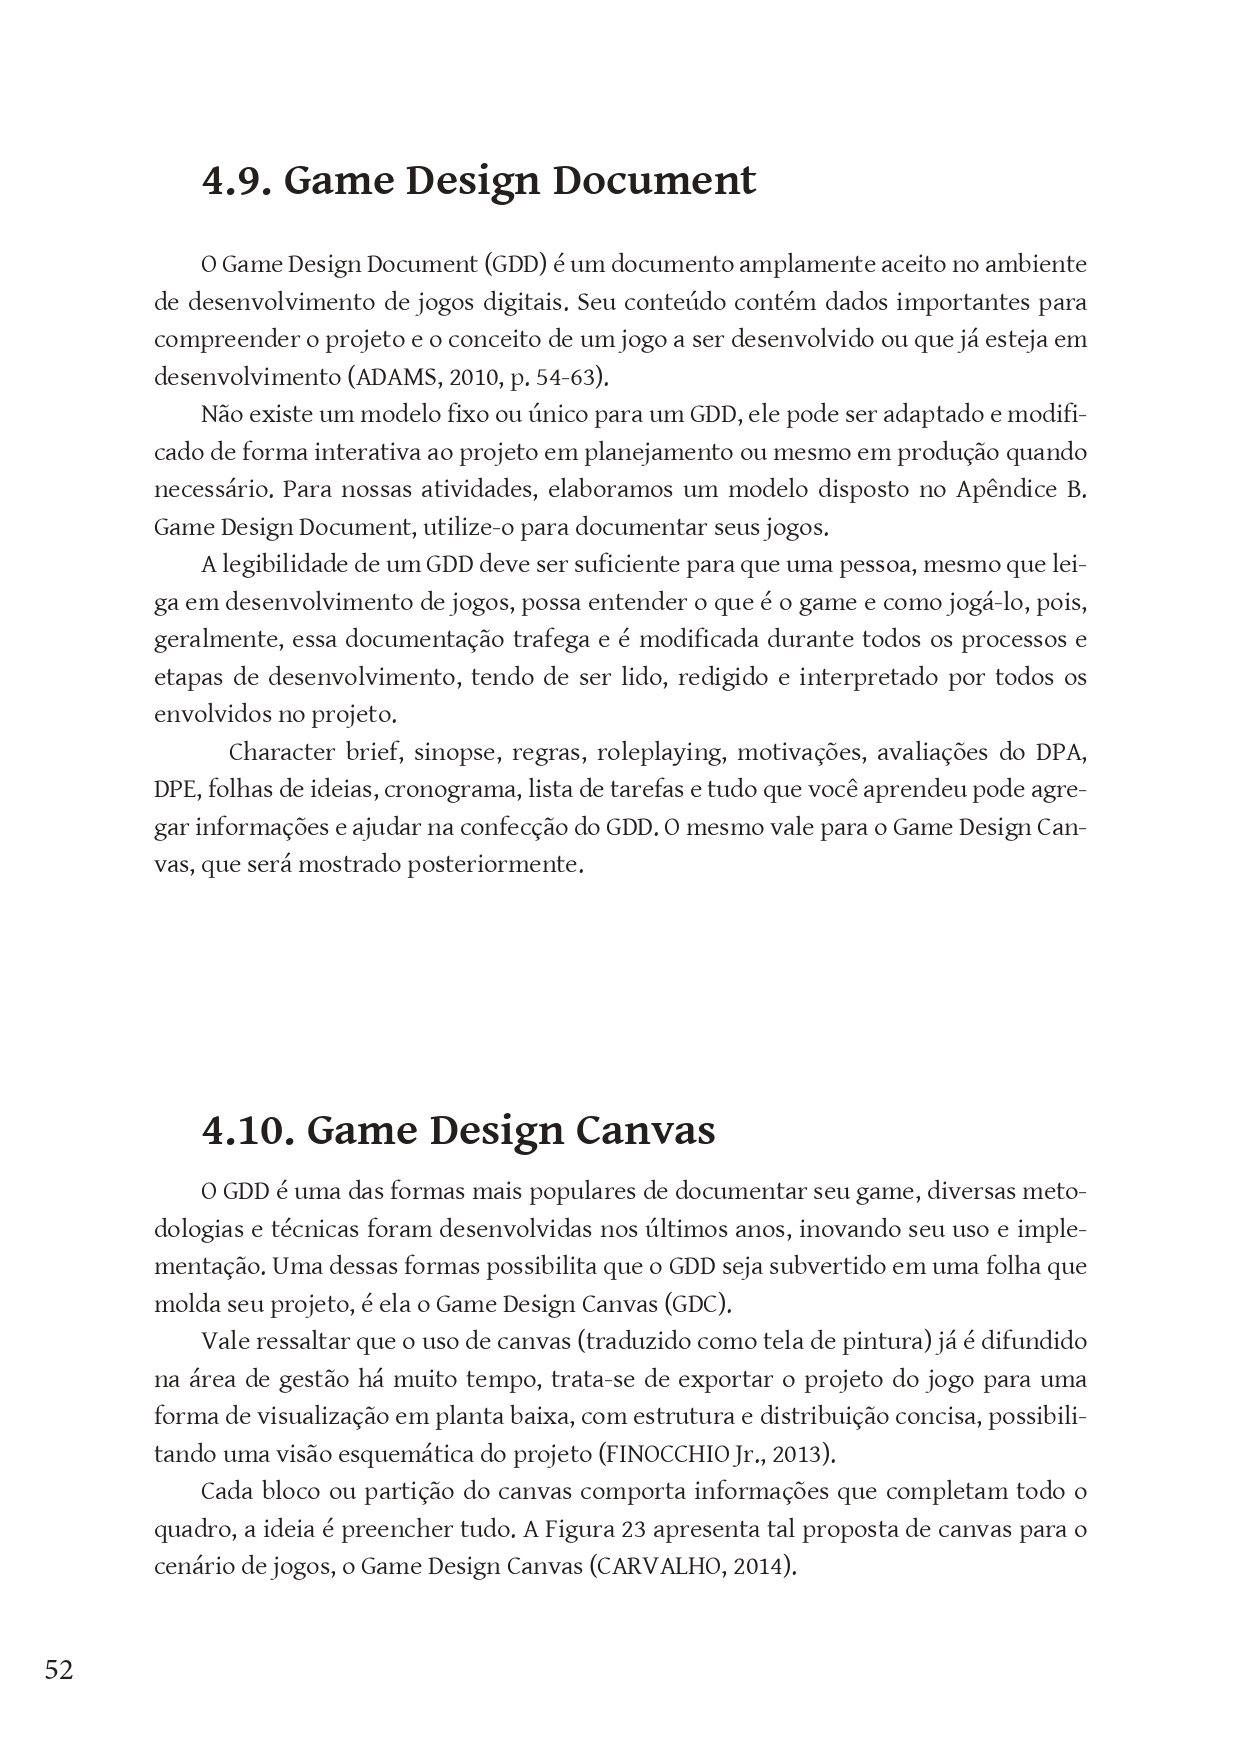 4.9. Game Design Document
O Game Design Document (GDD) é um documento amplamente aceito no ambiente
de desenvolvimento de jogos digitais. Seu conteúdo contém dados importantes para
compreender o projeto e o conceito de um jogo a ser desenvolvido ou que já esteja em
desenvolvimento (ADAMS, 2010, p. 54-63).
Não existe um modelo fixo ou único para um GDD, ele pode ser adaptado e modifi-
cado de forma interativa ao projeto em planejamento ou mesmo em produção quando
necessário. Para nossas atividades, elaboramos um modelo disposto no Apêndice B.
Game Design Document, utilize-o para documentar seus jogos.
A legibilidade de um GDD deve ser suficiente para que uma pessoa, mesmo que lei-
ga em desenvolvimento de jogos, possa entender o que é o game e como jogá-lo, pois,
geralmente, essa documentação trafega e é modificada durante todos os processos e
etapas de desenvolvimento, tendo de ser lido, redigido e interpretado por todos os
envolvidos no projeto.
Character brief, sinopse, regras, roleplaying, motivações, avaliações do DPA,
DPE, folhas de ideias, cronograma, lista de tarefas e tudo que você aprendeu pode agre-
gar informações e ajudar na confecção do GDD. O mesmo vale para o Game Design Can-
vas, que será mostrado posteriormente.
4.10. Game Design Canvas
O GDD é uma das formas mais populares de documentar seu game, diversas meto-
dologias e técnicas foram desenvolvidas nos últimos anos, inovando seu uso e imple-
mentação. Uma dessas formas possibilita que o GDD seja subvertido em uma folha que
molda seu projeto, é ela o Game Design Canvas (GDC).
Vale ressaltar que o uso de canvas (traduzido como tela de pintura) já é difundido
na área de gestão há muito tempo, trata-se de exportar o projeto do jogo para uma
forma de visualização em planta baixa, com estrutura e distribuição concisa, possibili-
tando uma visão esquemática do projeto (FINOCCHIO Jr., 2013).
Cada bloco ou partição do canvas comporta informações que completam todo o
quadro, a ideia é preencher tudo. A Figura 23 apresenta tal proposta de canvas para o
cenário de jogos, o Game Design Canvas (CARVALHO, 2014).
52